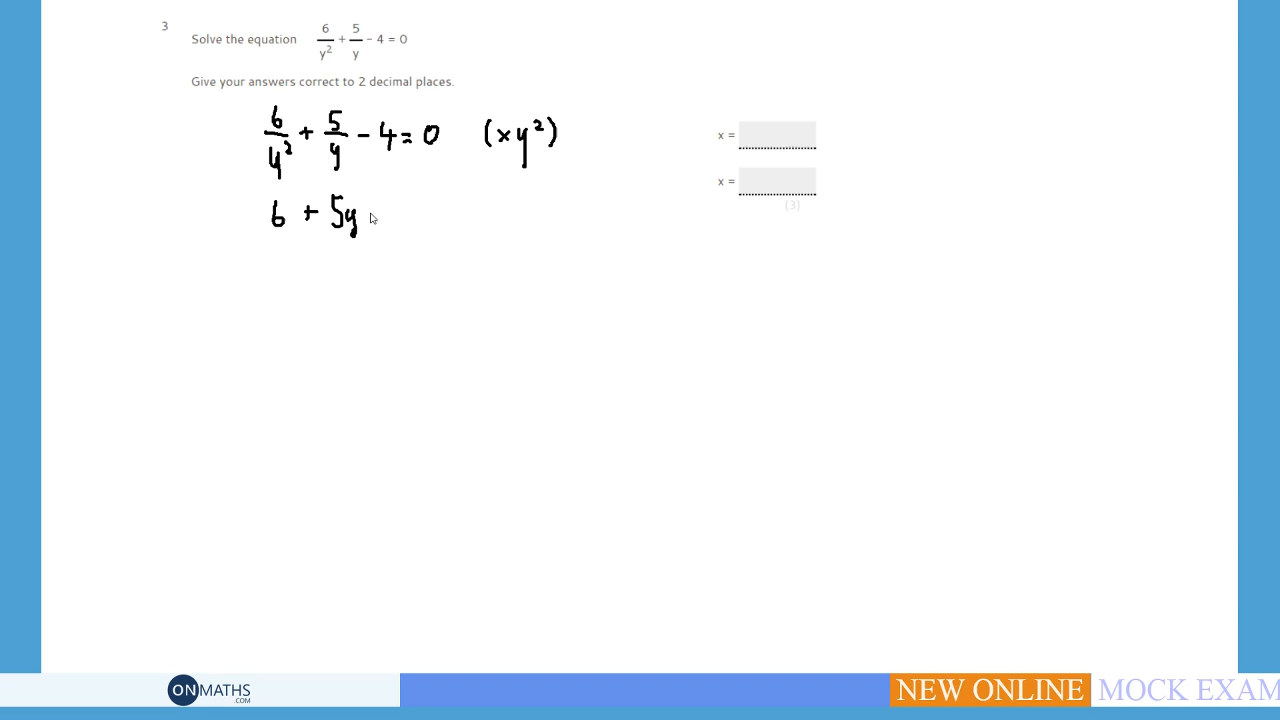 3
Solve the equation 6/y² + 5/y - 4 = 0
Give your answers correct to 2 decimal places.
6/y² + 5/y - 4 = 0 (×y²)
6 + 5y
x =
x =
(3)
ONMATHS
.COM
NEW ONLINE MOCK EXAM